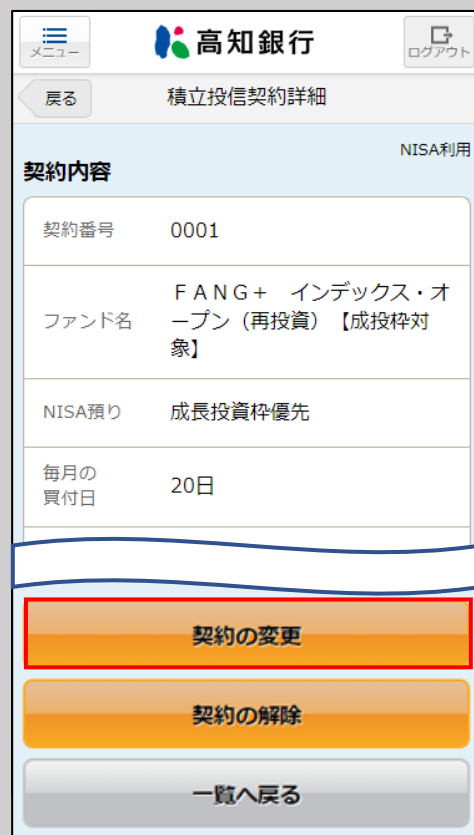 メニュー
高知銀行
ログアウト
戻る
積立投信契約詳細
NISA利用
契約内容
契約番号
0001
ファンド名
ＦＡＮＧ＋　インデックス・オ
ープン（再投資）【成投枠対
象】
NISA預り
成長投資枠優先
毎月の
買付日
20日
契約の変更
契約の解除
一覧へ戻る